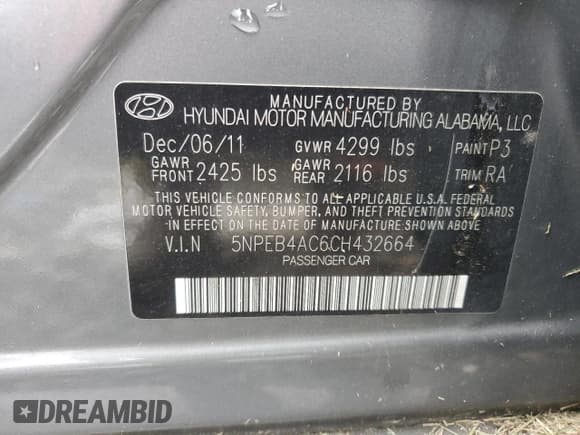 MANUFACTURED BY
HYUNDAI MOTOR MANUFACTURING ALABAMA, LLC
Dec/06/11 GVWR 4299 lbs PAINT P3
GAWR FRONT 2425 lbs GAWR REAR 2116 lbs TRIM RA
THIS VEHICLE CONFORMS TO ALL APPLICABLE U.S.A. FEDERAL
MOTOR VEHICLE SAFETY, BUMPER, AND THEFT PREVENTION STANDARDS
IN EFFECT ON THE DATE OF MANUFACTURE SHOWN ABOVE.
V.I.N 5NPEB4AC6CH432664
PASSENGER CAR
DREAMBID